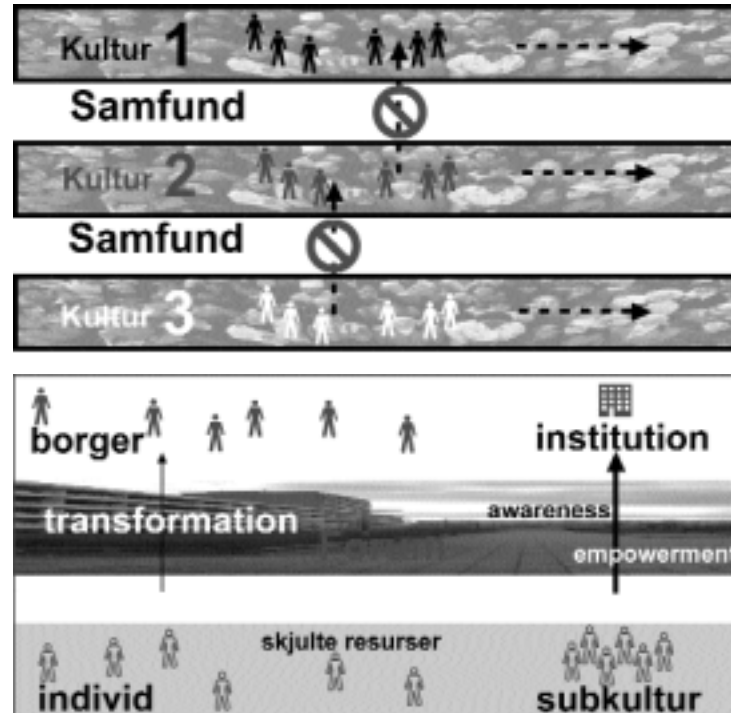 Kultur 1
Samfund
Kultur 2
Samfund
Kultur 3
borger
institution
transformation
awareness
empowerment
skjulte resurser
individ
subkultur